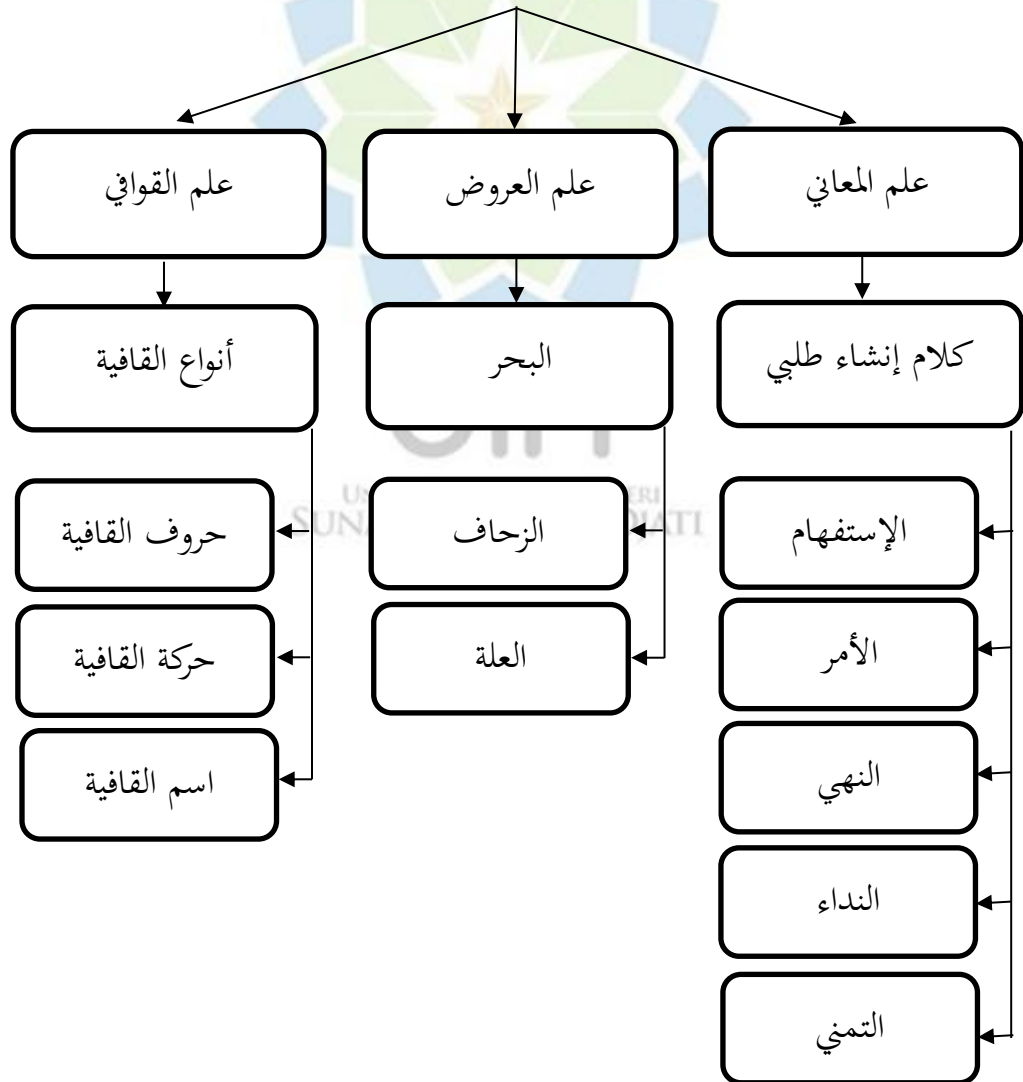 علم المعاني
علم العروض
علم القوافي
كلام إنشاء طلبي
البحر
أنواع القافية
الإستفهام
الزحاف
حروف القافية
الأمر
العلة
حركة القافية
النهي
اسم القافية
النداء
التمني